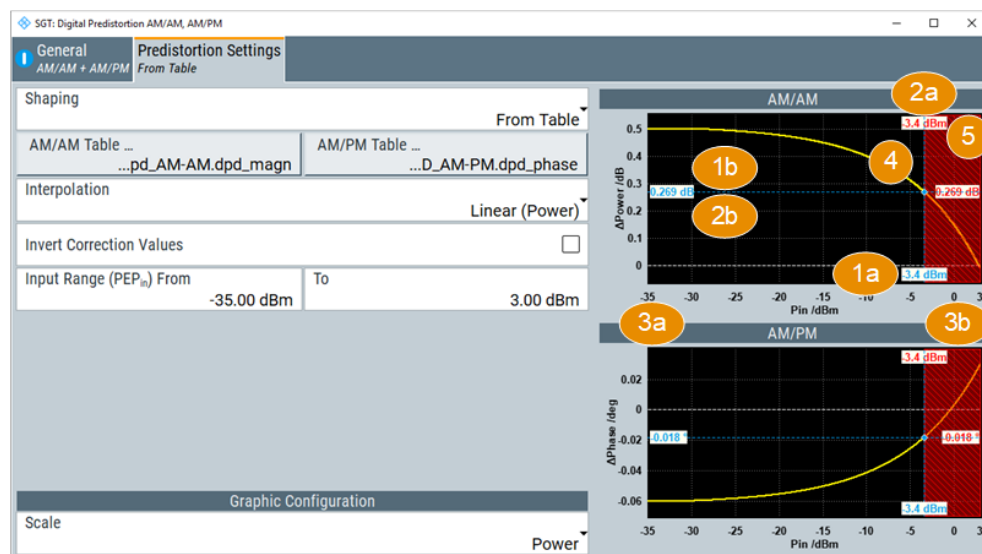 SGT: Digital Predistortion AM/AM, AM/PM
General
AM/AM + AM/PM
Predistortion Settings
From Table
Shaping
From Table
AM/AM Table ...
...pd_AM-AM.dpd_magn
AM/PM Table ...
...D_AM-PM.dpd_phase
Interpolation
Linear (Power)
Invert Correction Values
Input Range (PEPin) From
-35.00 dBm
To
3.00 dBm
Graphic Configuration
Scale
Power
AM/AM
2a
-3.4 dBm
5
0.5
0.4
4
1b
0.3
0.269 dB
0.269 dB
2b
0.2
0.1
0
1a
-3.4 dBm
ΔPower /dB
-35 -30 -25 -20 -15 -10 -5 0 3
Pin /dBm
3a
3b
AM/PM
-3.4 dBm
0.02
0
-0.018 °
-0.018 °
-0.02
-0.04
-0.06
-3.4 dBm
ΔPhase /deg
-35 -30 -25 -20 -15 -10 -5 0 3
Pin /dBm